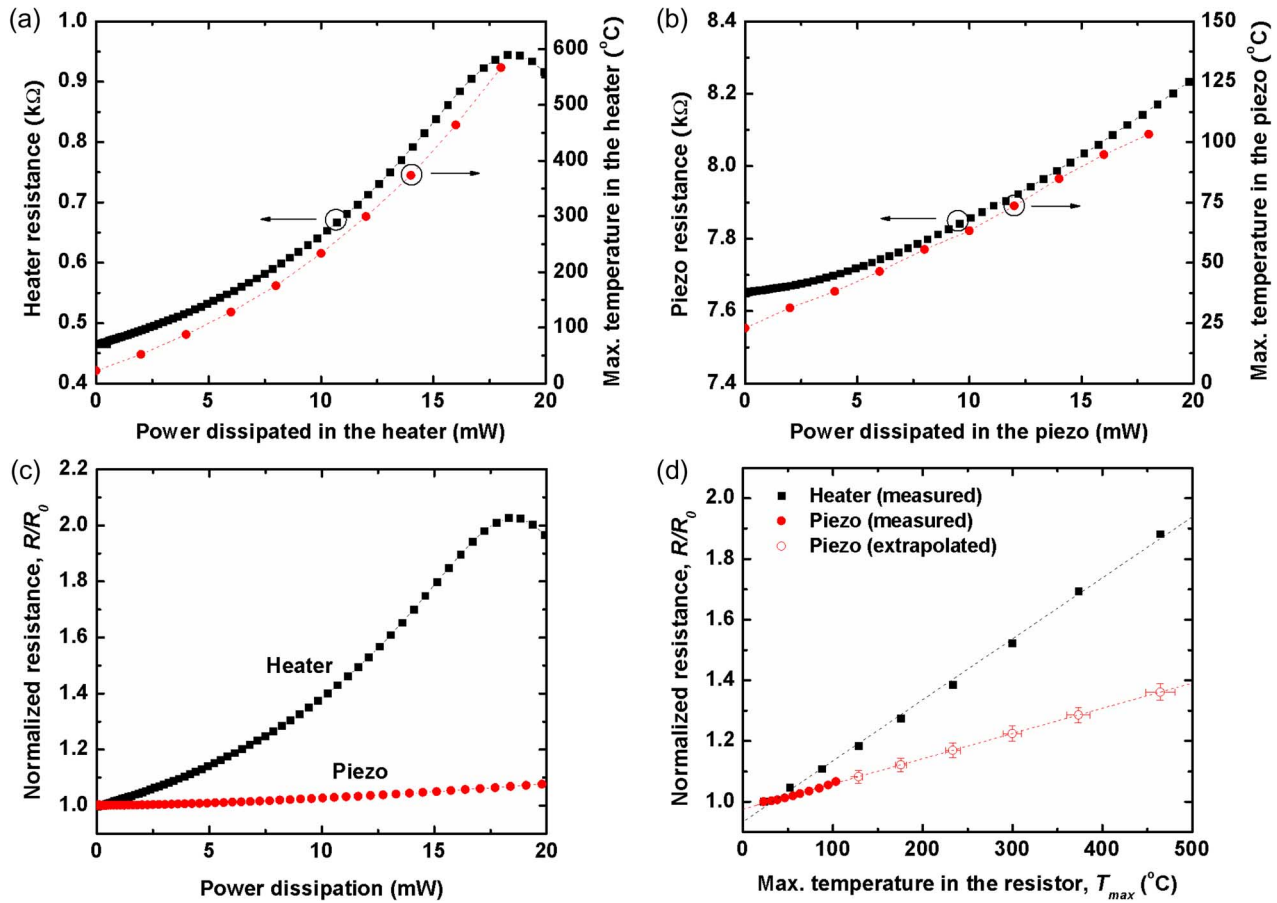 (a)
1.0
0.9
0.8
0.7
0.6
0.5
0.4
Heater resistance (kΩ)
600
500
400
300
200
100
0
Max. temperature in the heater (°C)
0 5 10 15 20
Power dissipated in the heater (mW)
(b)
8.4
8.2
8.0
7.8
7.6
7.4
Piezo resistance (kΩ)
150
125
100
75
50
25
0
Max. temperature in the piezo (°C)
0 5 10 15 20
Power dissipated in the piezo (mW)
(c)
2.2
2.0
1.8
1.6
1.4
1.2
1.0
Normalized resistance, R/R0
Heater
Piezo
0 5 10 15 20
Power dissipation (mW)
(d)
2.0
1.8
1.6
1.4
1.2
1.0
Normalized resistance, R/R0
Heater (measured)
Piezo (measured)
Piezo (extrapolated)
0 100 200 300 400 500
Max. temperature in the resistor, Tmax (°C)